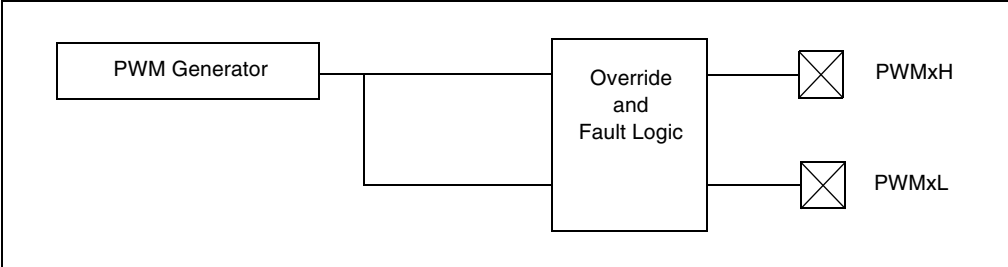 PWM Generator
Override
and
Fault Logic
PWMxH
PWMxL